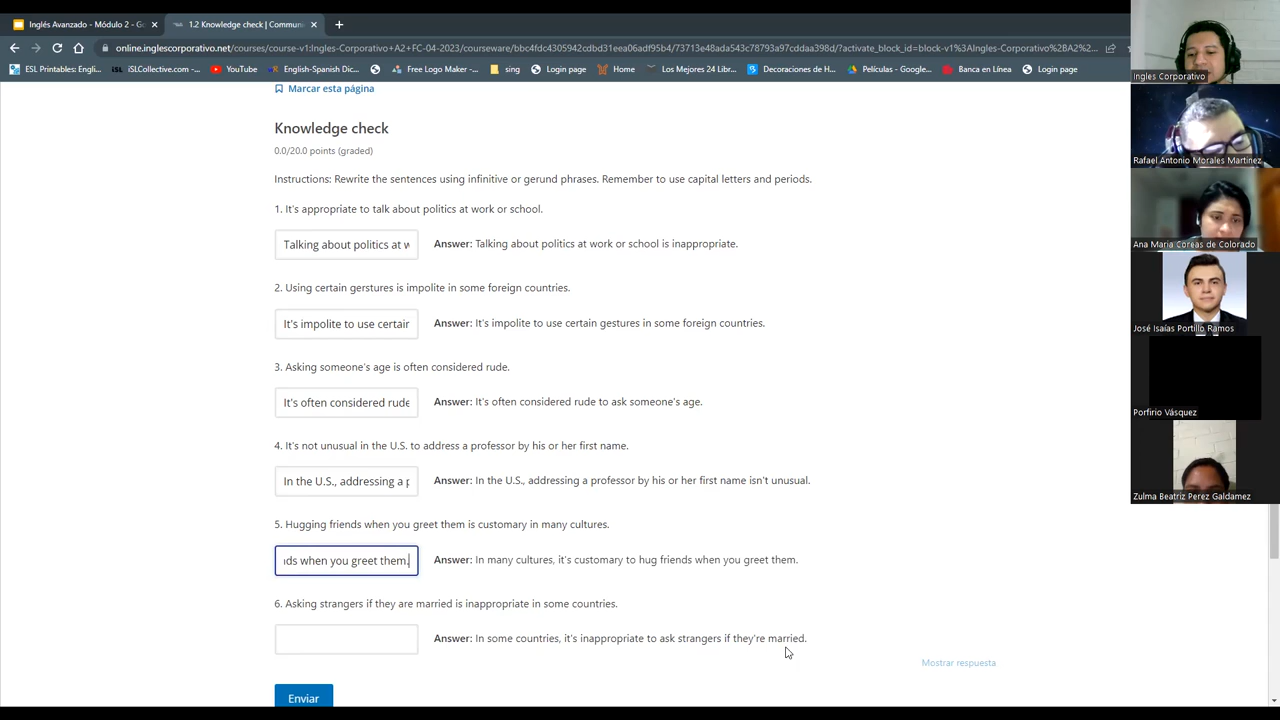 Inglés Avanzado - Módulo 2 - G
1.2 Knowledge check | Commun
online.inglescorporativo.net/courses/course-v1:Ingles-Corporativo+A2+FC-04-2023/courseware/bbc4fdc4305942cdbd31eea06adf95b4/73713e48ada543c78793a97cddaa398d/?activate_block_id=block-v1%3AIngles-Corporativo%2BA2%2...
ESL Printables: Engli...
iSLCollective.com -...
YouTube
English-Spanish Dic...
Free Logo Maker -...
sing
Login page
Home
Los Mejores 24 Libr...
Decoraciones de H...
Películas - Google...
Banca en Línea
Login page
Marcar esta página
Knowledge check
0.0/20.0 points (graded)
Instructions: Rewrite the sentences using infinitive or gerund phrases. Remember to use capital letters and periods.
1. It's appropriate to talk about politics at work or school.
Talking about politics at w
Answer: Talking about politics at work or school is inappropriate.
2. Using certain gerstures is impolite in some foreign countries.
It's impolite to use certain
Answer: It's impolite to use certain gestures in some foreign countries.
3. Asking someone's age is often considered rude.
It's often considered rude
Answer: It's often considered rude to ask someone's age.
4. It's not unusual in the U.S. to address a professor by his or her first name.
In the U.S., addressing a p
Answer: In the U.S., addressing a professor by his or her first name isn't unusual.
5. Hugging friends when you greet them is customary in many cultures.
ds when you greet them.
Answer: In many cultures, it's customary to hug friends when you greet them.
6. Asking strangers if they are married is inappropriate in some countries.
Answer: In some countries, it's inappropriate to ask strangers if they're married.
Mostrar respuesta
Enviar
Ingles Corporativo
Rafael Antonio Morales Martínez
Ana Maria Coreas de Colorado
José Isaías Portillo Ramos
Porfirio Vásquez
Zulma Beatriz Perez Galdamez